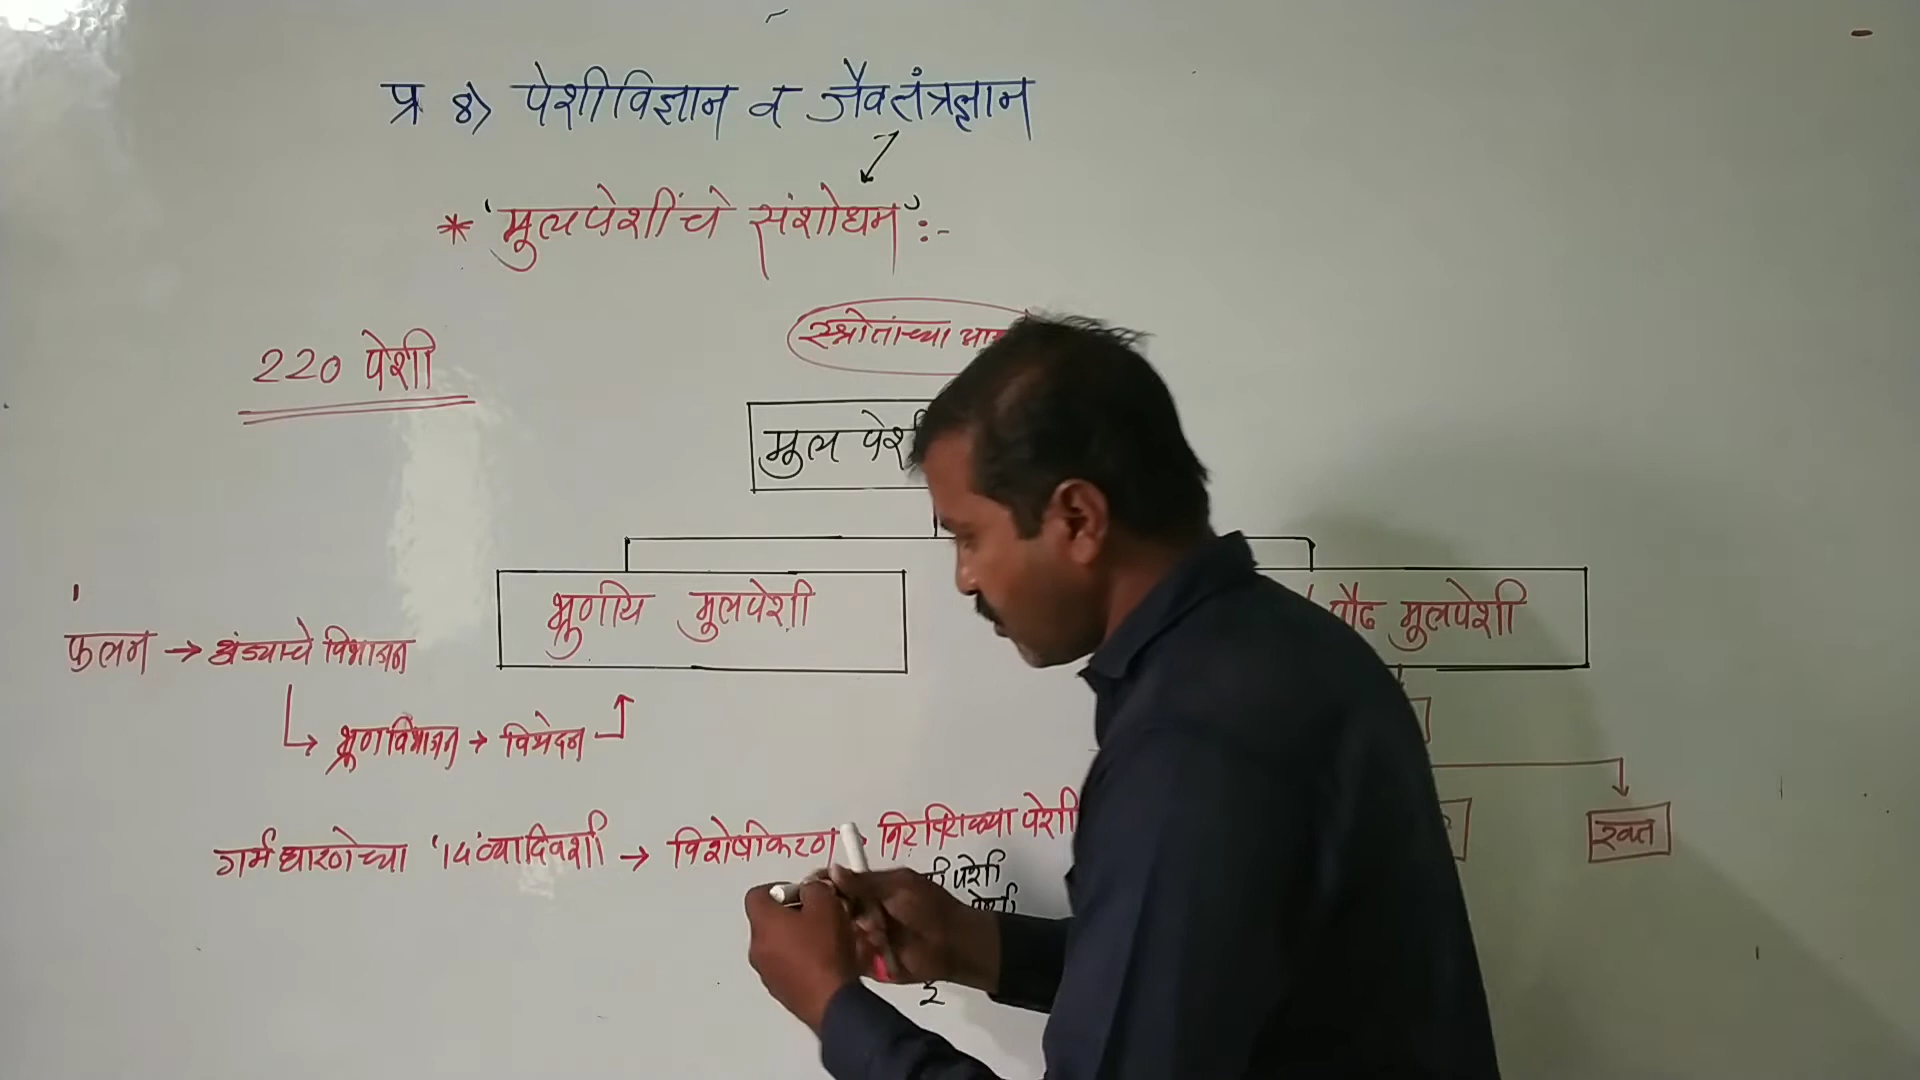 प्र ४) पेशीविज्ञान व जैवतंत्रज्ञान
* 'मूलपेशींचे संशोधन' :-
220 पेशी
स्त्रोतांच्या
मूल पेशी
भ्रुणीय मुलपेशी
प्रौढ मुलपेशी
फलन → अंड्याचे विभाजन
भ्रुणविभाजन → विभेदन
गर्भधारणेच्या '14 व्या दिवशी → विशेषीकरण → निरनिराळ्या पेशी
पेशी
पेशी
इ
रक्त